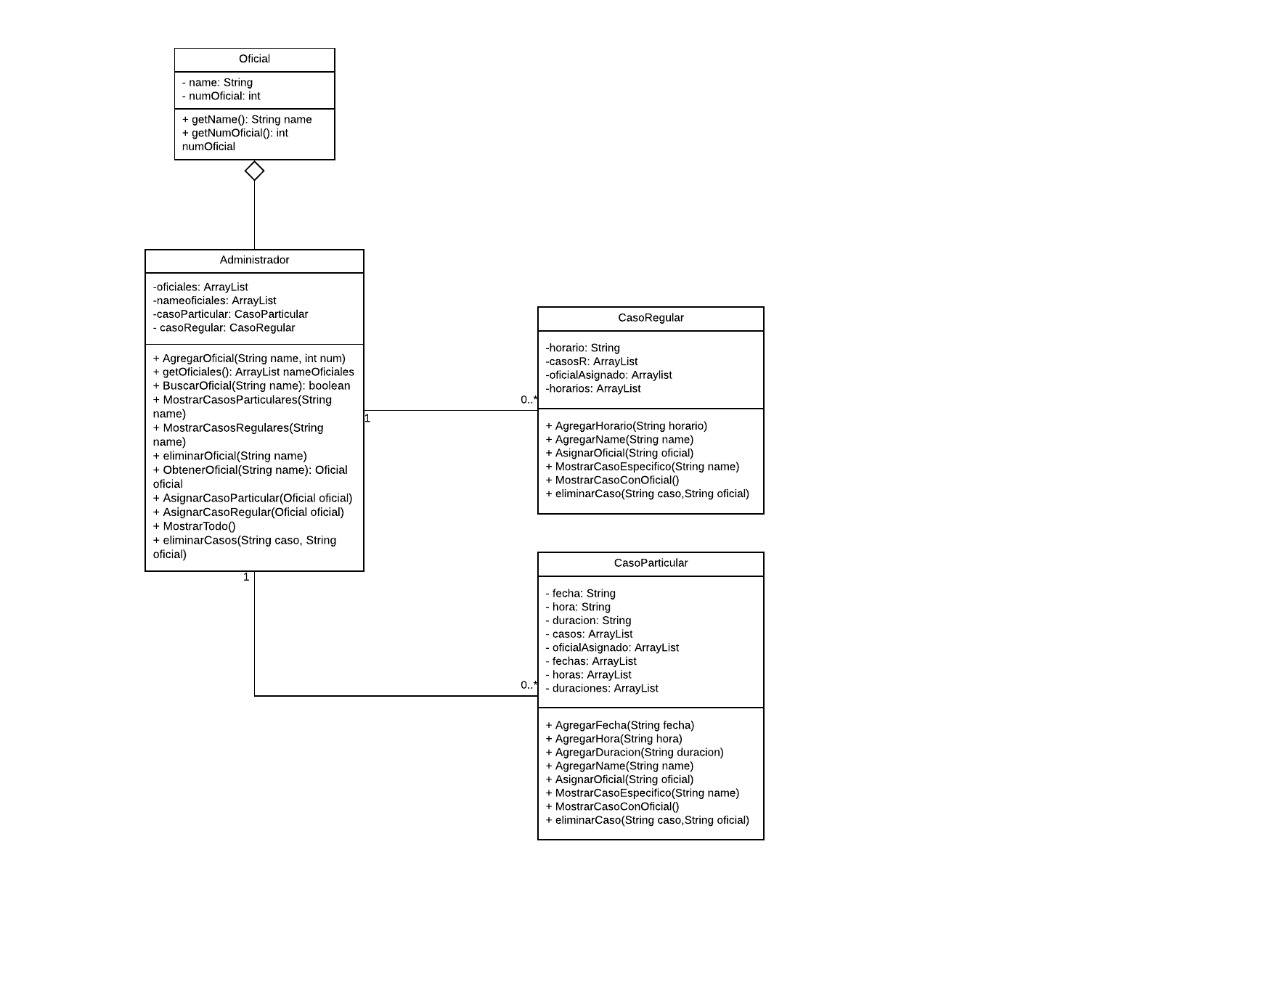 Oficial
- name: String
- numOficial: int
+ getName(): String name
+ getNumOficial(): int
numOficial
Administrador
-oficiales: ArrayList
-nameoficiales: ArrayList
-casoParticular: CasoParticular
- casoRegular: CasoRegular
+ AgregarOficial(String name, int num)
+ getOficiales(): ArrayList nameOficiales
+ BuscarOficial(String name): boolean
+ MostrarCasosParticulares(String
name)
+ MostrarCasosRegulares(String
name)
+ eliminarOficial(String name)
+ ObtenerOficial(String name): Oficial
oficial
+ AsignarCasoParticular(Oficial oficial)
+ AsignarCasoRegular(Oficial oficial)
+ MostrarTodo()
+ eliminarCasos(String caso, String
oficial)
1
0..*
CasoRegular
-horario: String
-casosR: ArrayList
-oficialAsignado: Arraylist
-horarios: ArrayList
+ AgregarHorario(String horario)
+ AgregarName(String name)
+ AsignarOficial(String oficial)
+ MostrarCasoEspecifico(String name)
+ MostrarCasoConOficial()
+ eliminarCaso(String caso,String oficial)
1
0..*
CasoParticular
- fecha: String
- hora: String
- duracion: String
- casos: ArrayList
- oficialAsignado: ArrayList
- fechas: ArrayList
- horas: ArrayList
- duraciones: ArrayList
+ AgregarFecha(String fecha)
+ AgregarHora(String hora)
+ AgregarDuracion(String duracion)
+ AgregarName(String name)
+ AsignarOficial(String oficial)
+ MostrarCasoEspecifico(String name)
+ MostrarCasoConOficial()
+ eliminarCaso(String caso,String oficial)